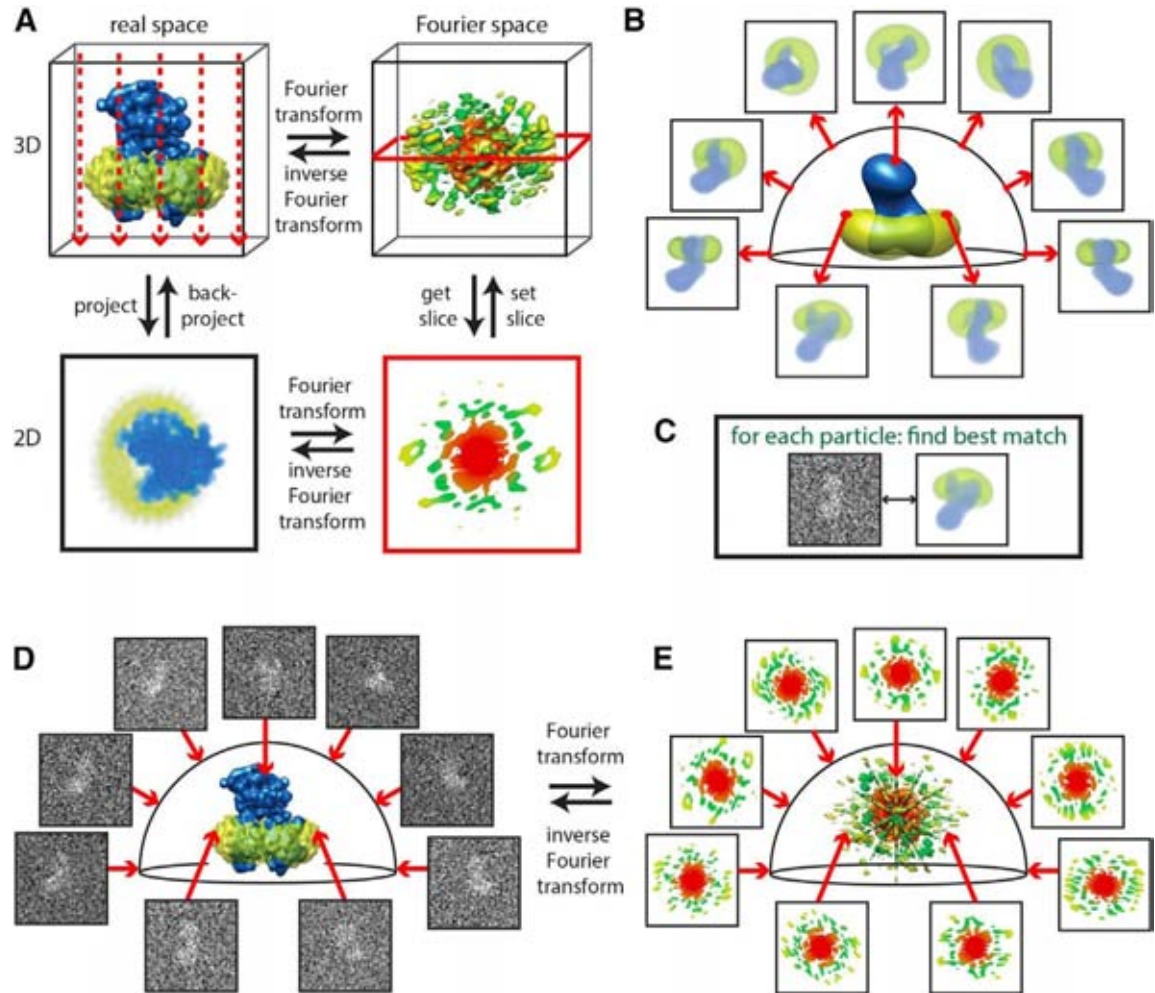 A
real space
Fourier space
3D
Fourier
transform
inverse
Fourier
transform
project
back-
project
get
slice
set
slice
2D
Fourier
transform
inverse
Fourier
transform
B
C
for each particle: find best match
D
Fourier
transform
inverse
Fourier
transform
E